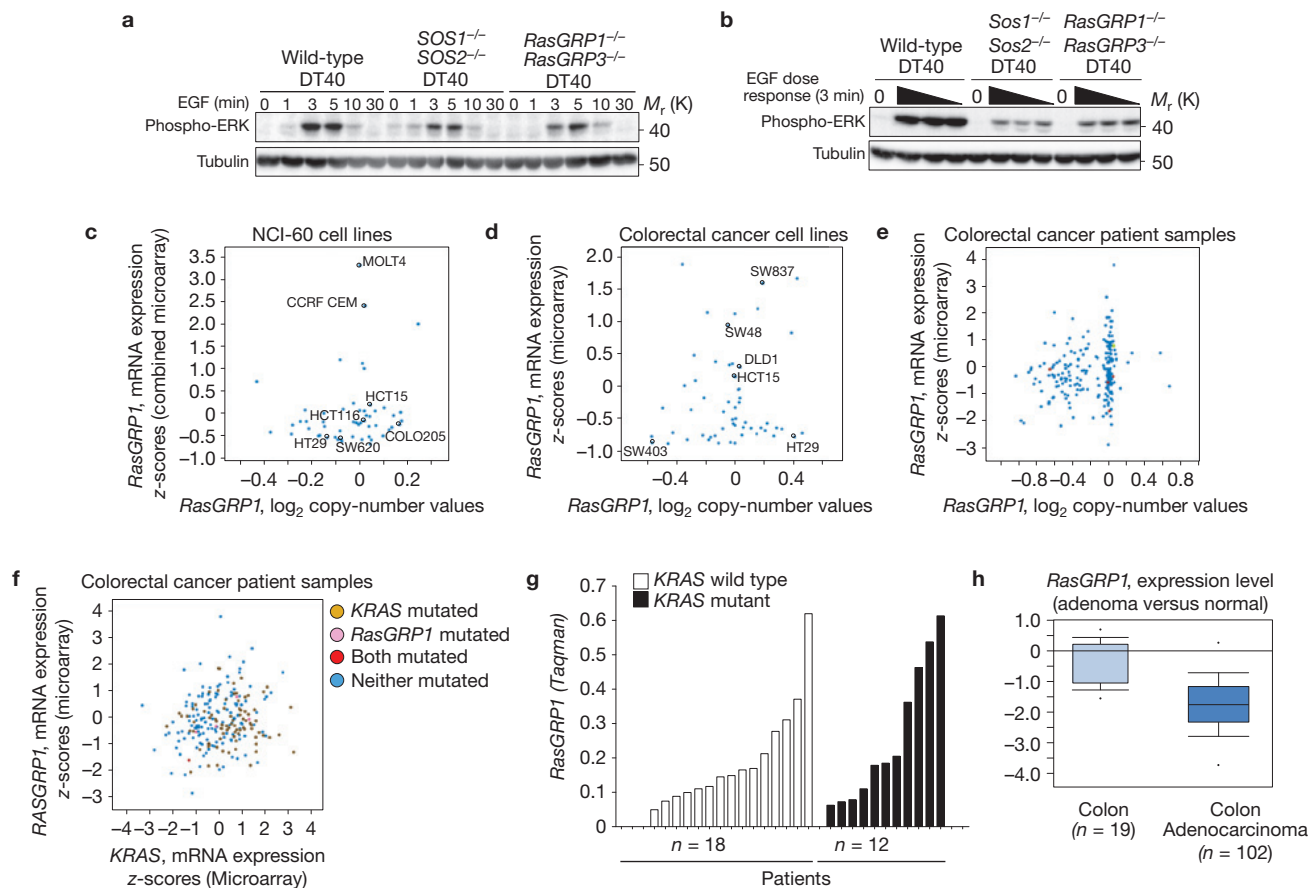 a
Wild-type
DT40
SOS1–/–
SOS2–/–
DT40
RasGRP1–/–
RasGRP3–/–
DT40
EGF (min) 0 1 3 5 10 30 0 1 3 5 10 30 0 1 3 5 10 30 Mr (K)
Phospho-ERK
40
Tubulin
50
b
Wild-type
DT40
Sos1–/–
Sos2–/–
DT40
RasGRP1–/–
RasGRP3–/–
DT40
EGF dose
response (3 min) 0 0 0 Mr (K)
Phospho-ERK
40
Tubulin
50
c
NCI-60 cell lines
RasGRP1, mRNA expression
z-scores (combined microarray)
3.5
3.0
2.5
2.0
1.5
1.0
0.5
0
–0.5
–1.0
MOLT4
CCRF CEM
HCT15
HCT116
HT29
SW620
COLO205
–0.4 –0.2 0 0.2
RasGRP1, log2 copy-number values
d
Colorectal cancer cell lines
RasGRP1, mRNA expression
z-scores (microarray)
2.0
1.5
1.0
0.5
0
–0.5
–1.0
SW837
SW48
DLD1
HCT15
SW403
HT29
–0.4 0 0.4
RasGRP1, log2 copy-number values
e
Colorectal cancer patient samples
RasGRP1, mRNA expression
z-scores (microarray)
4
3
2
1
0
–1
–2
–3
–0.8 –0.4 0 0.4 0.8
RasGRP1, log2 copy-number values
f
Colorectal cancer patient samples
RASGRP1, mRNA expression
z-scores (microarray)
4
3
2
1
0
–1
–2
–3
–4 –3 –2 –1 0 1 2 3 4
KRAS, mRNA expression
z-scores (Microarray)
KRAS mutated
RasGRP1 mutated
Both mutated
Neither mutated
g
RasGRP1 (Taqman)
0.7
0.6
0.5
0.4
0.3
0.2
0.1
0
KRAS wild type
KRAS mutant
n = 18
n = 12
Patients
h
RasGRP1, expression level
(adenoma versus normal)
1.0
0
–1.0
–2.0
–3.0
–4.0
Colon
(n = 19)
Colon
Adenocarcinoma
(n = 102)